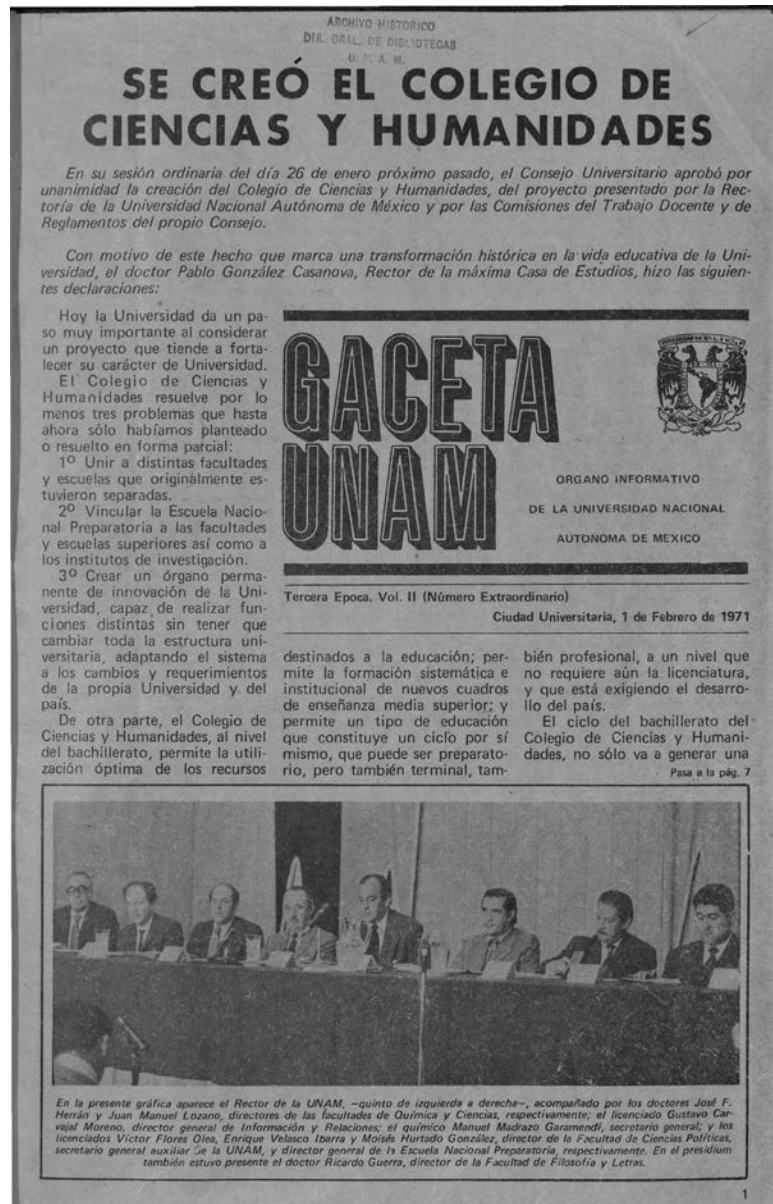 ARCHIVO HISTORICO
DIR. GRAL. DE BIBLIOTECAS
U. N. A. M.
SE CREÓ EL COLEGIO DE
CIENCIAS Y HUMANIDADES
En su sesión ordinaria del día 26 de enero próximo pasado, el Consejo Universitario aprobó por
unanimidad la creación del Colegio de Ciencias y Humanidades, del proyecto presentado por la Rec-
toría de la Universidad Nacional Autónoma de México y por las Comisiones del Trabajo Docente y de
Reglamentos del propio Consejo.
Con motivo de este hecho que marca una transformación histórica en la vida educativa de la Uni-
versidad, el doctor Pablo González Casanova, Rector de la máxima Casa de Estudios, hizo las siguien-
tes declaraciones:
Hoy la Universidad da un pa-
so muy importante al considerar
un proyecto que tiende a forta-
lecer su carácter de Universidad.
El Colegio de Ciencias y
Humanidades resuelve por lo
menos tres problemas que hasta
ahora sólo habíamos planteado
o resuelto en forma parcial:
1º Unir a distintas facultades
y escuelas que originalmente es-
tuvieron separadas.
2º Vincular la Escuela Nacio-
nal Preparatoria a las facultades
y escuelas superiores así como a
los institutos de investigación.
3º Crear un órgano perma-
nente de innovación de la Uni-
versidad, capaz de realizar fun-
ciones distintas sin tener que
cambiar toda la estructura uni-
versitaria, adaptando el sistema
a los cambios y requerimientos
de la propia Universidad y del
país.
De otra parte, el Colegio de
Ciencias y Humanidades, al nivel
del bachillerato, permite la utili-
zación óptima de los recursos
GACETA
UNAM
ORGANO INFORMATIVO
DE LA UNIVERSIDAD NACIONAL
AUTONOMA DE MEXICO
Tercera Epoca. Vol. II (Número Extraordinario)
Ciudad Universitaria, 1 de Febrero de 1971
destinados a la educación; per-
mite la formación sistemática e
institucional de nuevos cuadros
de enseñanza media superior; y
permite un tipo de educación
que constituye un ciclo por sí
mismo, que puede ser preparato-
rio, pero también terminal, tam-
bién profesional, a un nivel que
no requiere aún la licenciatura,
y que está exigiendo el desarro-
llo del país.
El ciclo del bachillerato del
Colegio de Ciencias y Humani-
dades, no sólo va a generar una
Pasa a la pág. 7
En la presente gráfica aparece el Rector de la UNAM, —quinto de izquierda a derecha—, acompañado por los doctores José F.
Herrán y Juan Manuel Lozano, directores de las facultades de Química y Ciencias, respectivamente; el licenciado Gustavo Car-
vajal Moreno, director general de Información y Relaciones; el químico Manuel Madrazo Garamendi, secretario general; y los
licenciados Víctor Flores Olea, Enrique Velasco Ibarra y Moisés Hurtado González, director de la Facultad de Ciencias Políticas,
secretario general auxiliar de la UNAM, y director general de la Escuela Nacional Preparatoria, respectivamente. En el presidium
también estuvo presente el doctor Ricardo Guerra, director de la Facultad de Filosofía y Letras.
1